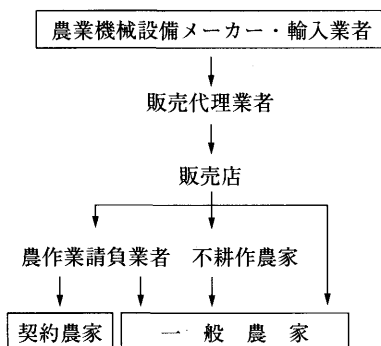 農業機械設備メーカー・輸入業者
販売代理業者
販売店
農作業請負業者 不耕作農家
契約農家 一般農家